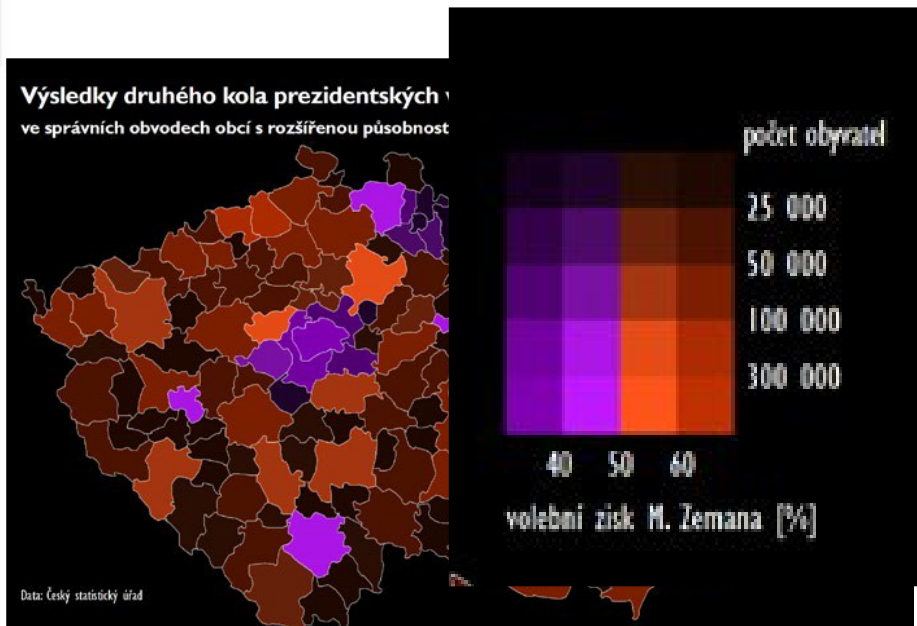 Výsledky druhého kola prezidentských v
ve správních obvodech obcí s rozšířenou působnost
počet obyvatel
25 000
50 000
100 000
300 000
40 50 60
volební zisk M. Zemana [%]
Data: Český statistický úřad